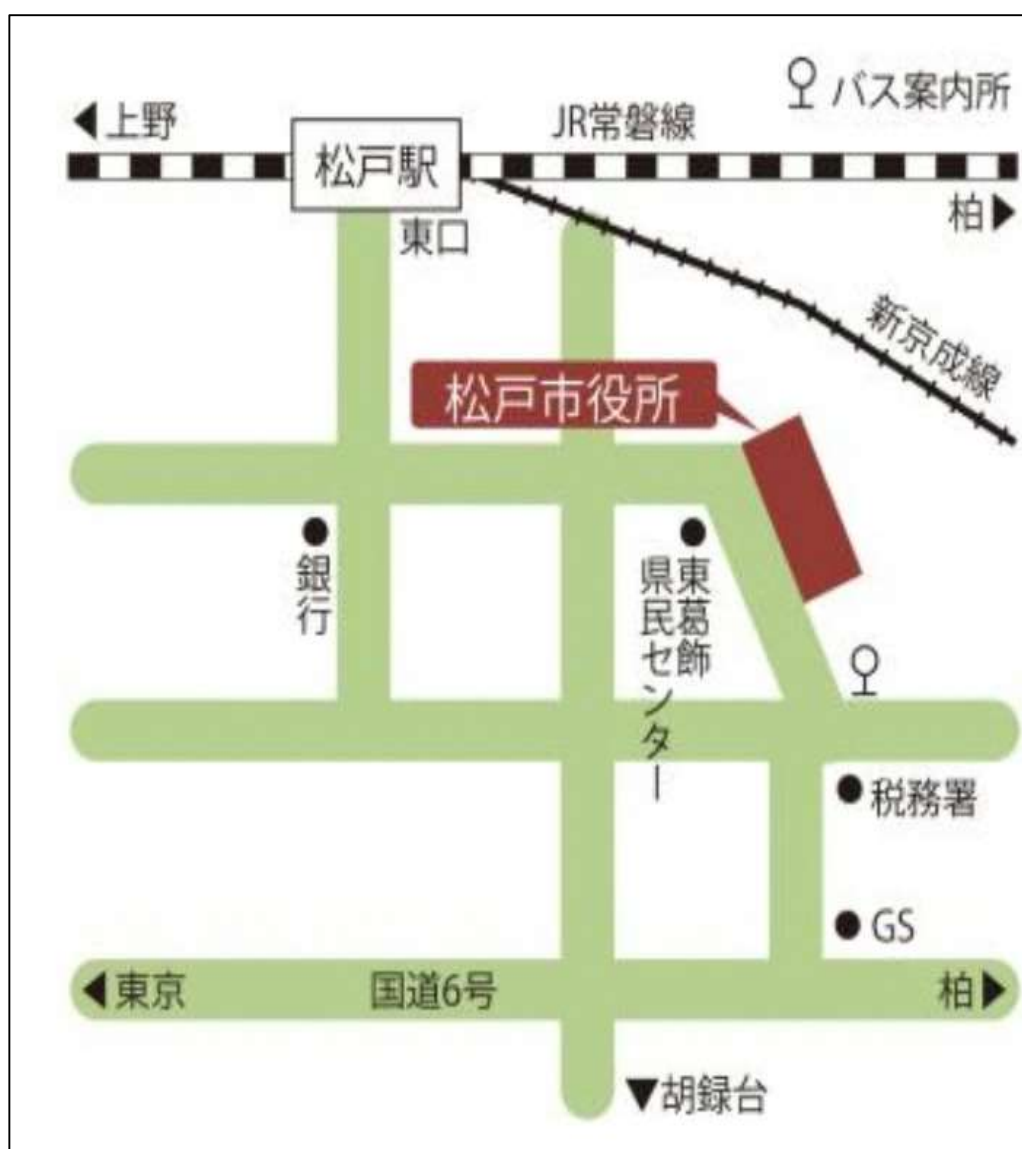 バス案内所
上野
JR常磐線
松戸駅
柏
東口
新京成線
松戸市役所
銀行
東葛飾
県民センター
税務署
GS
東京
国道6号
柏
胡録台